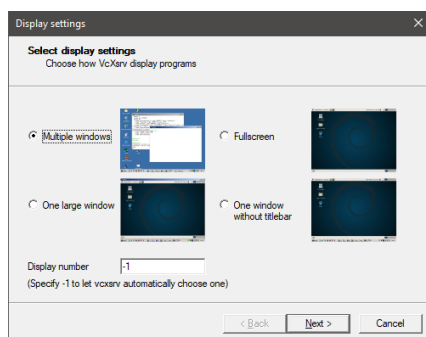 Display settings
Select display settings
Choose how VcXsrv display programs
Multiple windows
Fullscreen
One large window
One window
without titlebar
Display number
-1
(Specify -1 to let vcxsrv automatically choose one)
< Back
Next >
Cancel